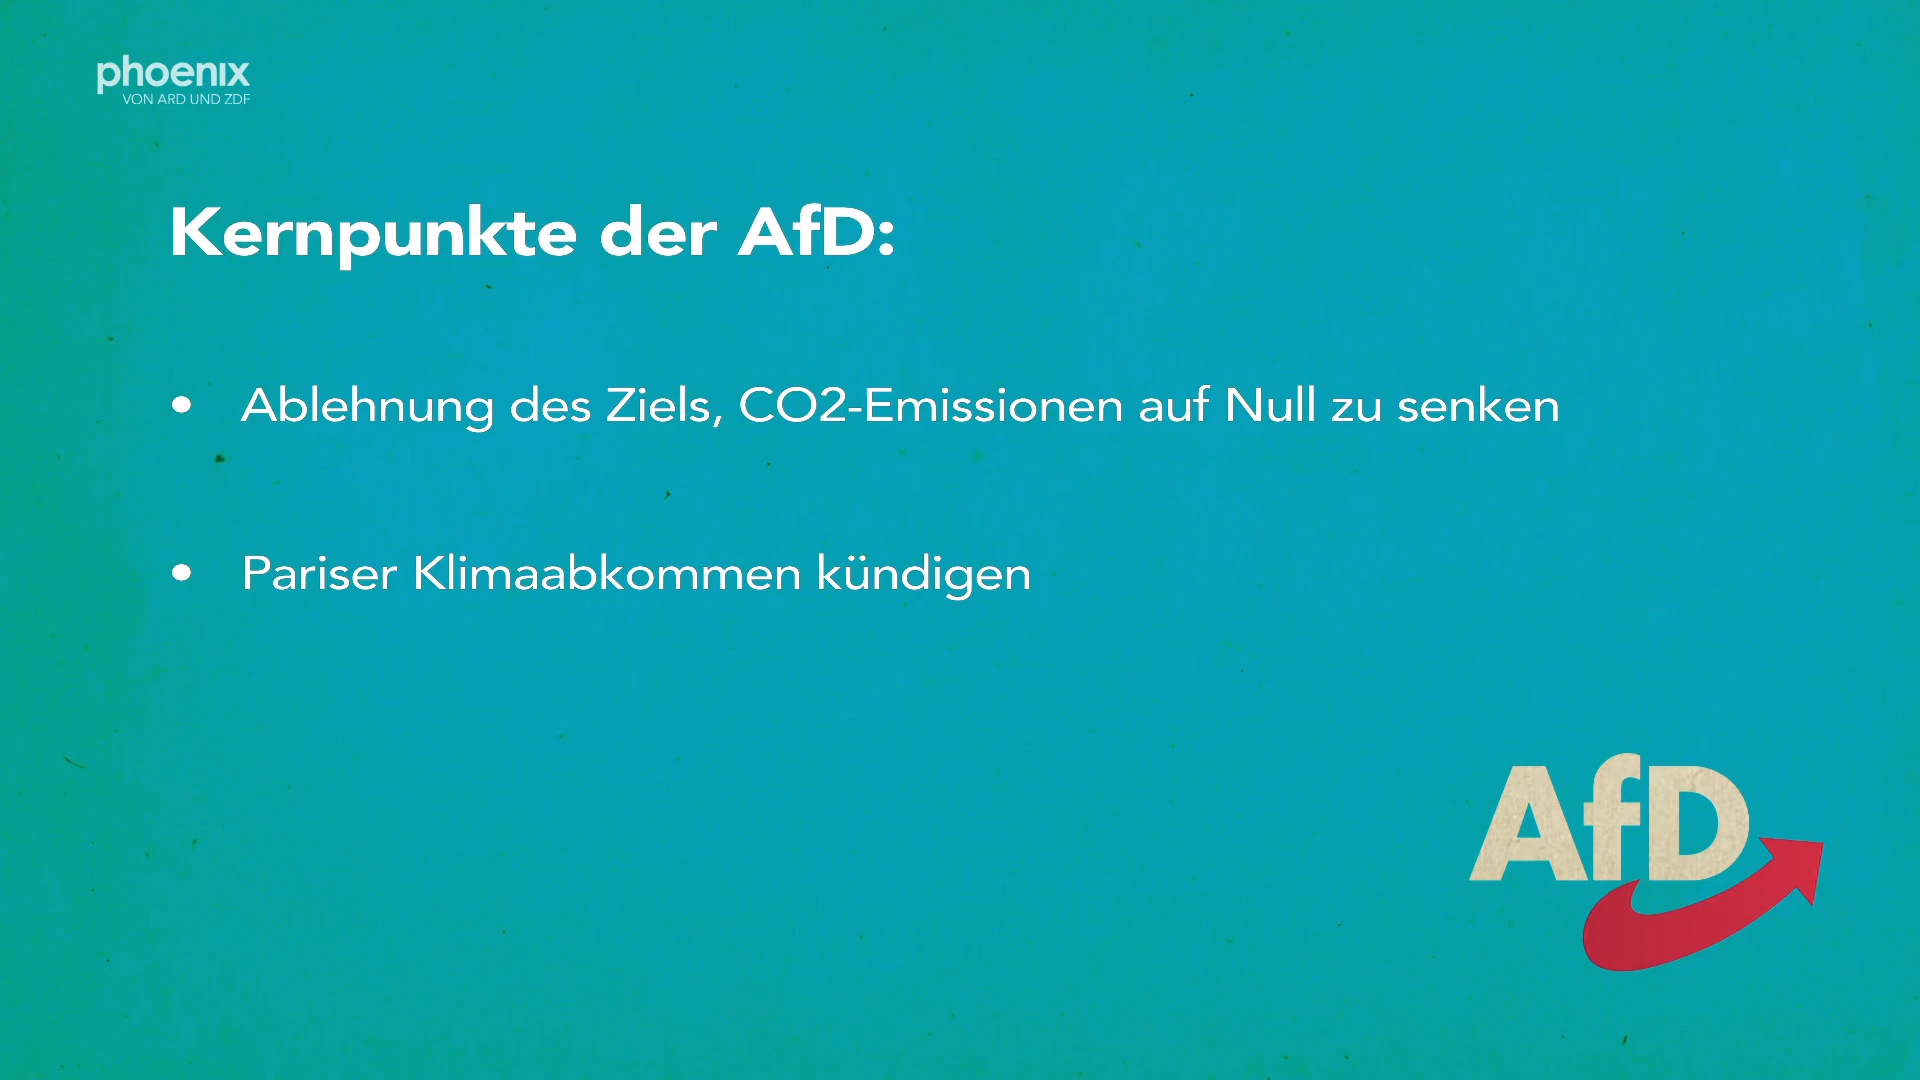 phoenix
VON ARD UND ZDF
Kernpunkte der AfD:
• Ablehnung des Ziels, CO2-Emissionen auf Null zu senken
• Pariser Klimaabkommen kündigen
AfD